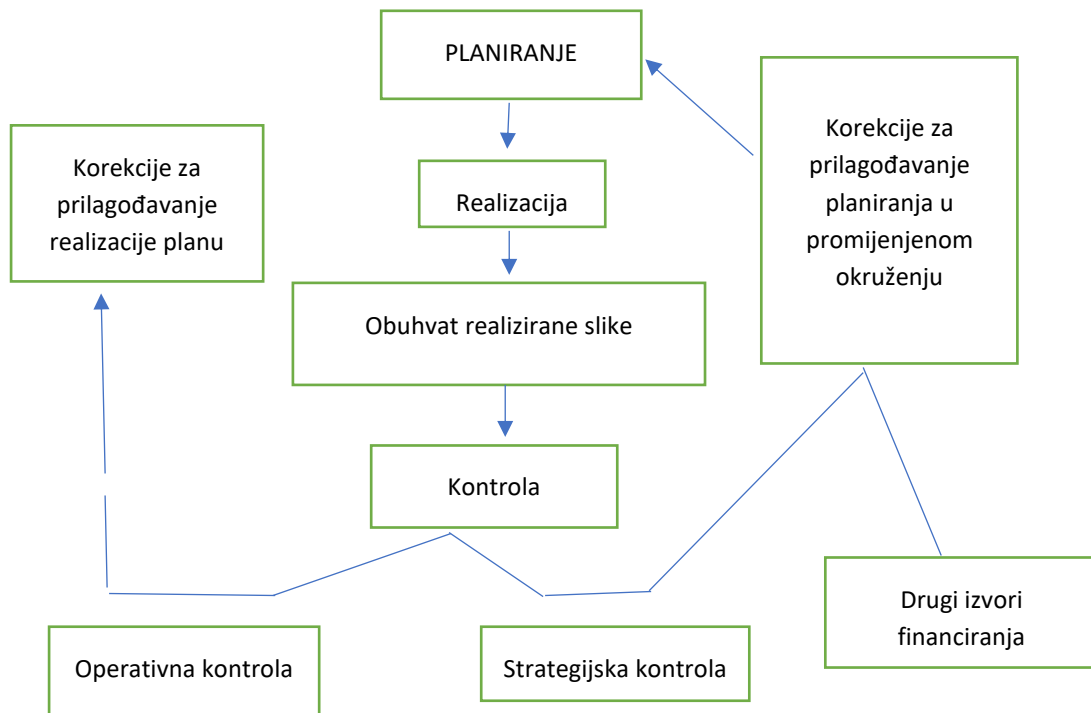 PLANIRANJE
Korekcije za
prilagođavanje
realizacije planu
Realizacija
Korekcije za
prilagođavanje
planiranja u
promijenjenom
okruženju
Obuhvat realizirane slike
Kontrola
Operativna kontrola
Strategijska kontrola
Drugi izvori
financiranja